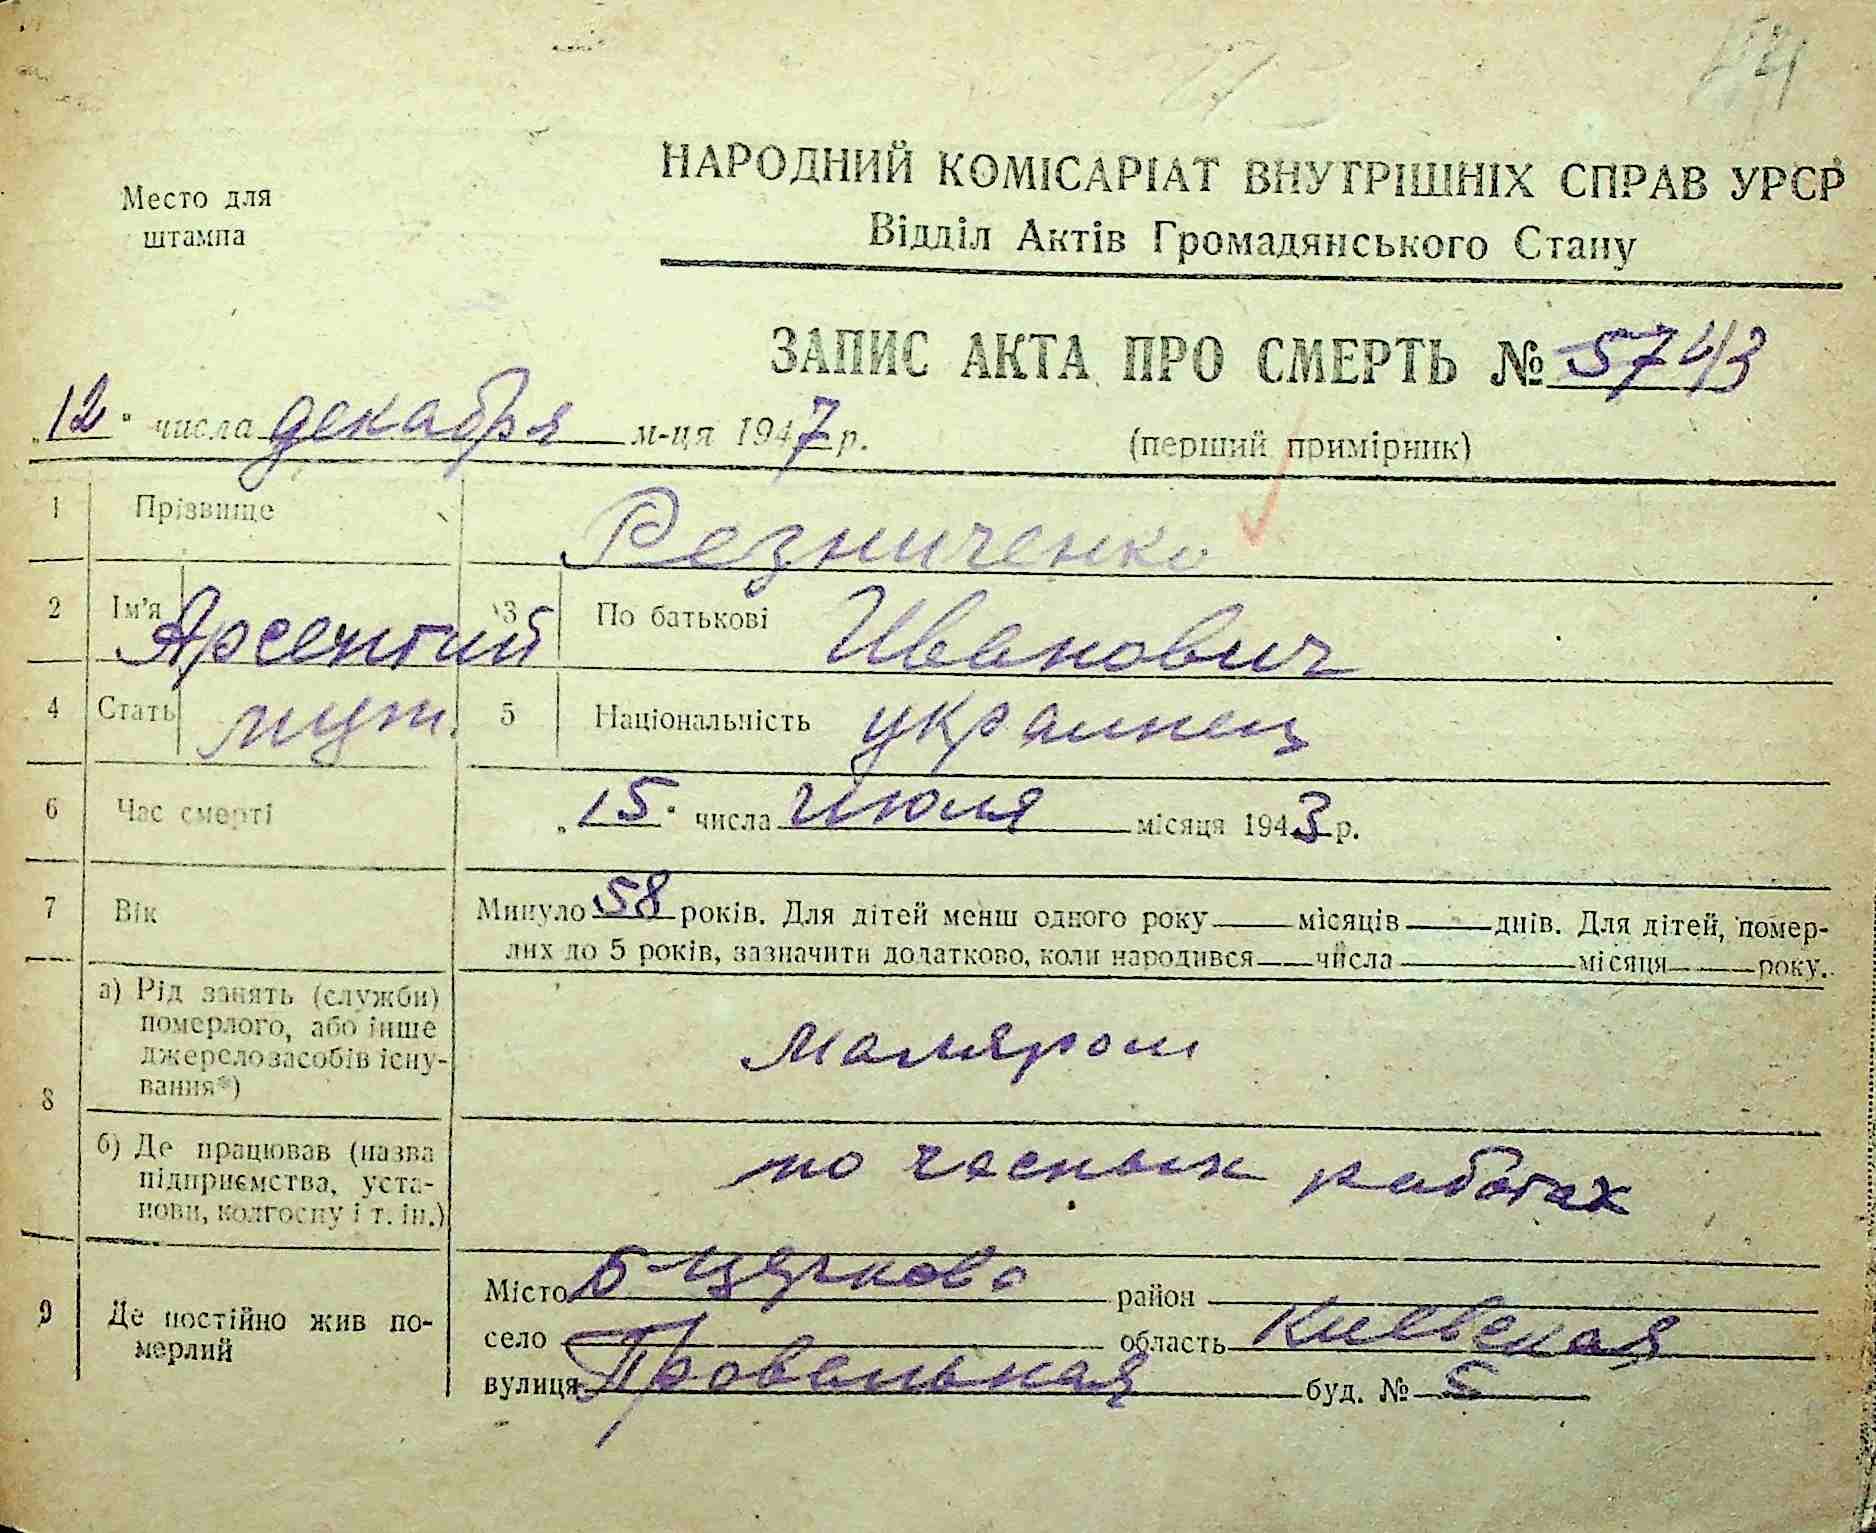 44
Место для
штампа
НАРОДНИЙ КОМІСАРІАТ ВНУТРІШНІХ СПРАВ УРСР
Відділ Актів Громадянського Стану
ЗАПИС АКТА ПРО СМЕРТЬ № 5743
„12" числа декабря м-ця 1947 р.
(перший примірник)
1 Прізвище Резниченко
2 Ім'я Арсентий 3 По батькові Иванович
4 Стать муж. 5 Національність украинец
6 Час смерті „15" числа июля місяця 1943 р.
7 Вік Минуло 58 років. Для дітей менш одного року місяців днів. Для дітей, помер-
лих до 5 років, зазначити додатково, коли народився числа місяця року.
8 а) Рід занять (служби)
померлого, або інше
джерело засобів існу-
вання*)
маляром
б) Де працював (назва
підприємства, уста-
нови, колгоспу і т. ін.)
по часных работах
9 Де постійно жив по-
мерлий
Місто Б-Церково район
село область Киевская
вулиця буд. № 5